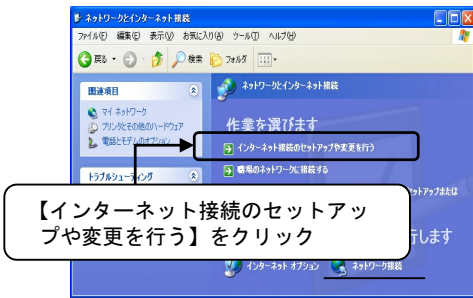 ネットワークとインターネット接続
ファイル(F) 編集(E) 表示(V) お気に入り(A) ツール(T) ヘルプ(H)
戻る 検索 フォルダ
関連項目
マイ ネットワーク
プリンタとその他のハードウェア
電話とモデムのオプション
トラブルシューティング
ネットワークとインターネット接続
作業を選びます
インターネット接続のセットアップや変更を行う
職場のネットワークに接続する
セットアップまたは
【インターネット接続のセットアッ
プや変更を行う】をクリック
行します
インターネット オプション ネットワーク接続